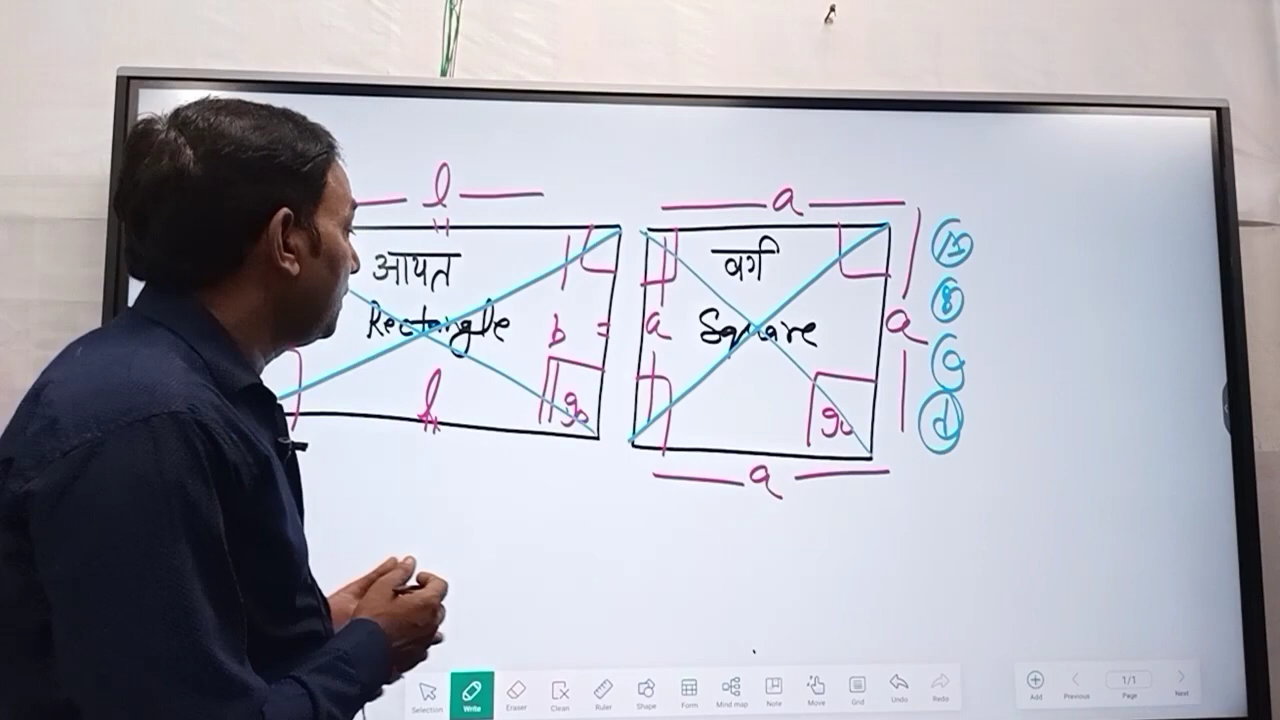 l
a
आयत
वर्ग
Rectangle
b =
a
Square
a
l
90
90
a
Selection
Write
Eraser
Clean
Ruler
Shape
Form
Mind map
Note
Move
Grid
Undo
Redo
Add
Previous
1/1
Page
Next